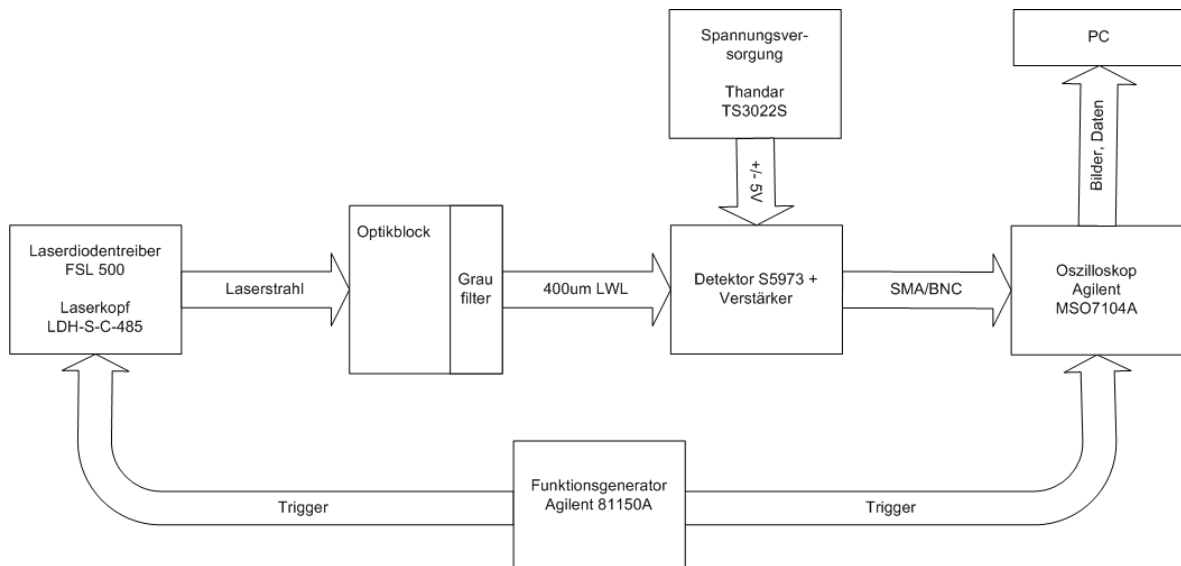 Spannungsver-
sorgung
Thandar
TS3022S
PC
+/- 5V
Bilder, Daten
Laserdiodentreiber
FSL 500
Laserkopf
LDH-S-C-485
Laserstrahl
Optikblock
Grau
filter
400um LWL
Detektor S5973 +
Verstärker
SMA/BNC
Oszilloskop
Agilent
MSO7104A
Trigger
Funktionsgenerator
Agilent 81150A
Trigger